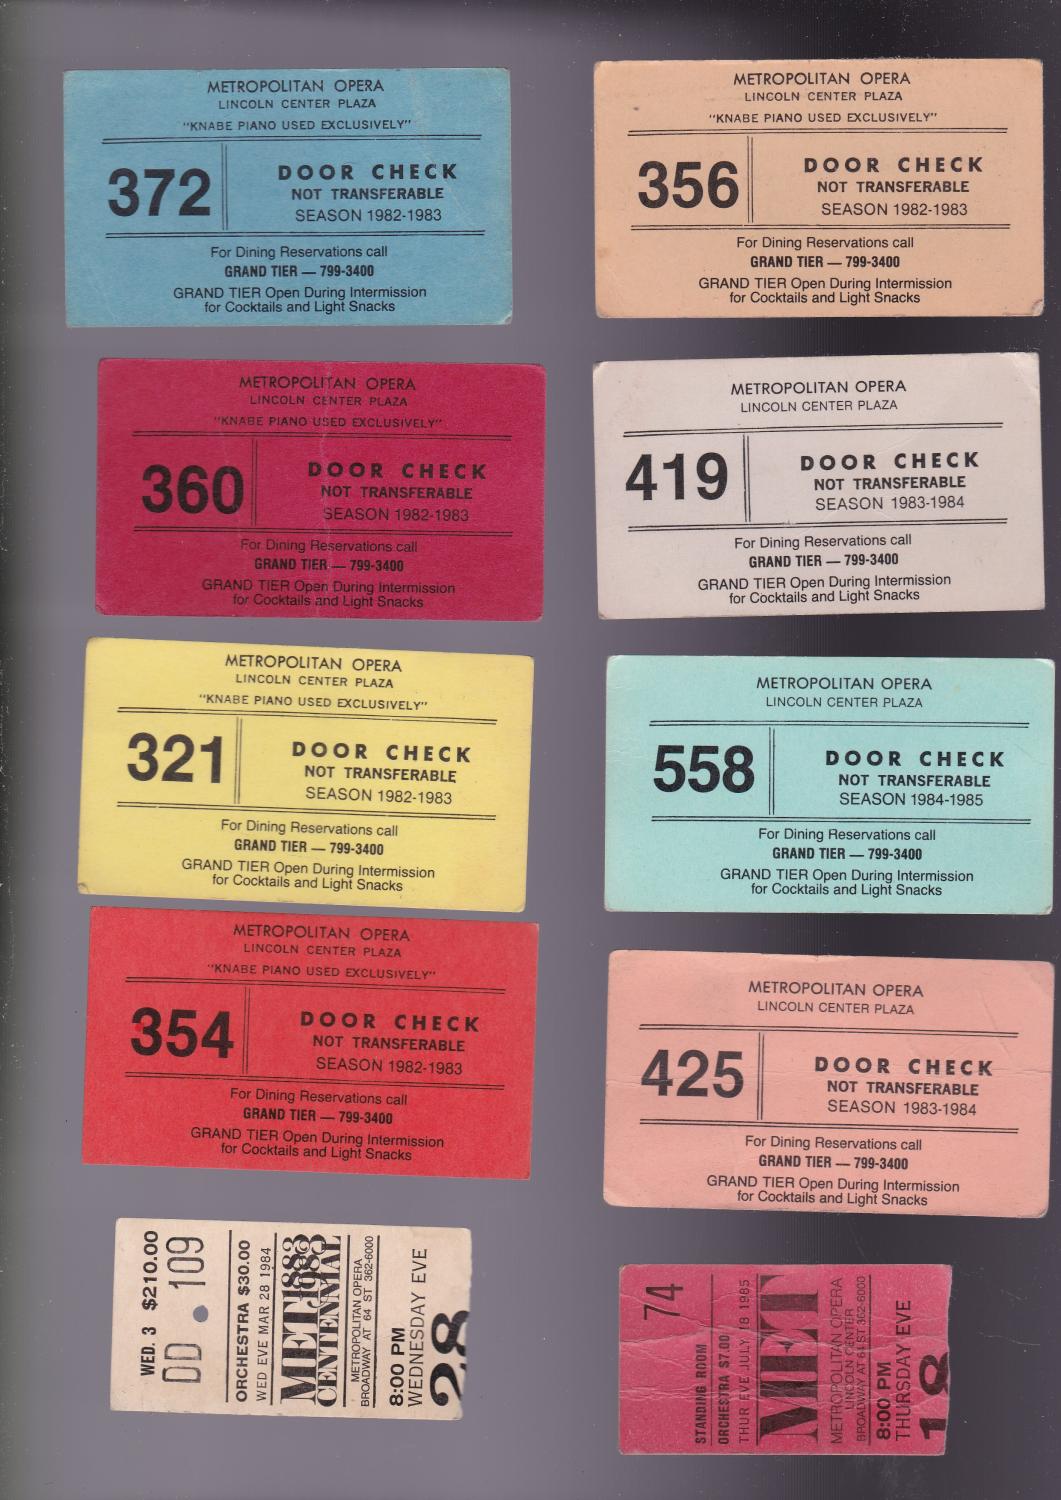 METROPOLITAN OPERA
LINCOLN CENTER PLAZA
"KNABE PIANO USED EXCLUSIVELY"
372
DOOR CHECK
NOT TRANSFERABLE
SEASON 1982-1983
For Dining Reservations call
GRAND TIER — 799-3400
GRAND TIER Open During Intermission
for Cocktails and Light Snacks
METROPOLITAN OPERA
LINCOLN CENTER PLAZA
"KNABE PIANO USED EXCLUSIVELY"
356
DOOR CHECK
NOT TRANSFERABLE
SEASON 1982-1983
For Dining Reservations call
GRAND TIER — 799-3400
GRAND TIER Open During Intermission
for Cocktails and Light Snacks
METROPOLITAN OPERA
LINCOLN CENTER PLAZA
"KNABE PIANO USED EXCLUSIVELY"
360
DOOR CHECK
NOT TRANSFERABLE
SEASON 1982-1983
For Dining Reservations call
GRAND TIER — 799-3400
GRAND TIER Open During Intermission
for Cocktails and Light Snacks
METROPOLITAN OPERA
LINCOLN CENTER PLAZA
419
DOOR CHECK
NOT TRANSFERABLE
SEASON 1983-1984
For Dining Reservations call
GRAND TIER — 799-3400
GRAND TIER Open During Intermission
for Cocktails and Light Snacks
METROPOLITAN OPERA
LINCOLN CENTER PLAZA
"KNABE PIANO USED EXCLUSIVELY"
321
DOOR CHECK
NOT TRANSFERABLE
SEASON 1982-1983
For Dining Reservations call
GRAND TIER — 799-3400
GRAND TIER Open During Intermission
for Cocktails and Light Snacks
METROPOLITAN OPERA
LINCOLN CENTER PLAZA
558
DOOR CHECK
NOT TRANSFERABLE
SEASON 1984-1985
For Dining Reservations call
GRAND TIER — 799-3400
GRAND TIER Open During Intermission
for Cocktails and Light Snacks
METROPOLITAN OPERA
LINCOLN CENTER PLAZA
"KNABE PIANO USED EXCLUSIVELY"
354
DOOR CHECK
NOT TRANSFERABLE
SEASON 1982-1983
For Dining Reservations call
GRAND TIER — 799-3400
GRAND TIER Open During Intermission
for Cocktails and Light Snacks
METROPOLITAN OPERA
LINCOLN CENTER PLAZA
425
DOOR CHECK
NOT TRANSFERABLE
SEASON 1983-1984
For Dining Reservations call
GRAND TIER — 799-3400
GRAND TIER Open During Intermission
for Cocktails and Light Snacks
WED. 3 $210.00
DD 109
ORCHESTRA $30.00
WED EVE MAR 28 1984
MET 1883 1983
CENTENNIAL
METROPOLITAN OPERA
BROADWAY AT 64 ST 362-6000
8:00 PM
WEDNESDAY EVE
28
74
STANDING ROOM
ORCHESTRA $7.00
THUR EVE JULY 18 1985
MET
METROPOLITAN OPERA
LINCOLN CENTER
BROADWAY AT 64 ST 362-6000
8:00 PM
THURSDAY EVE
18